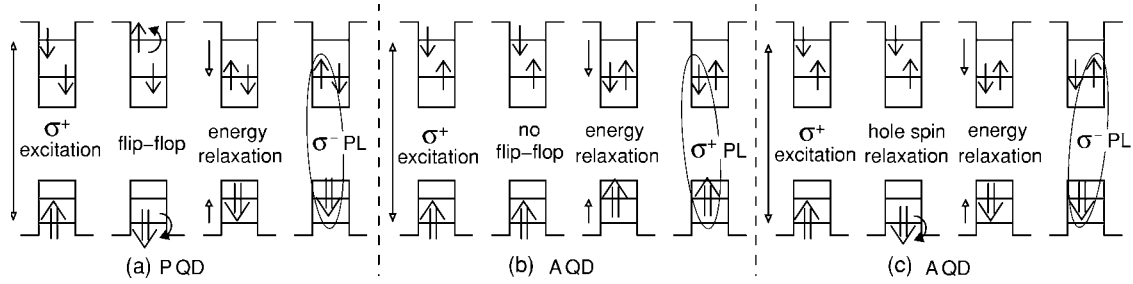 σ+
excitation
flip-flop
energy
relaxation
σ- PL
(a) PQD
σ+
excitation
no
flip-flop
energy
relaxation
σ+ PL
(b) AQD
σ+
excitation
hole spin
relaxation
energy
relaxation
σ- PL
(c) AQD